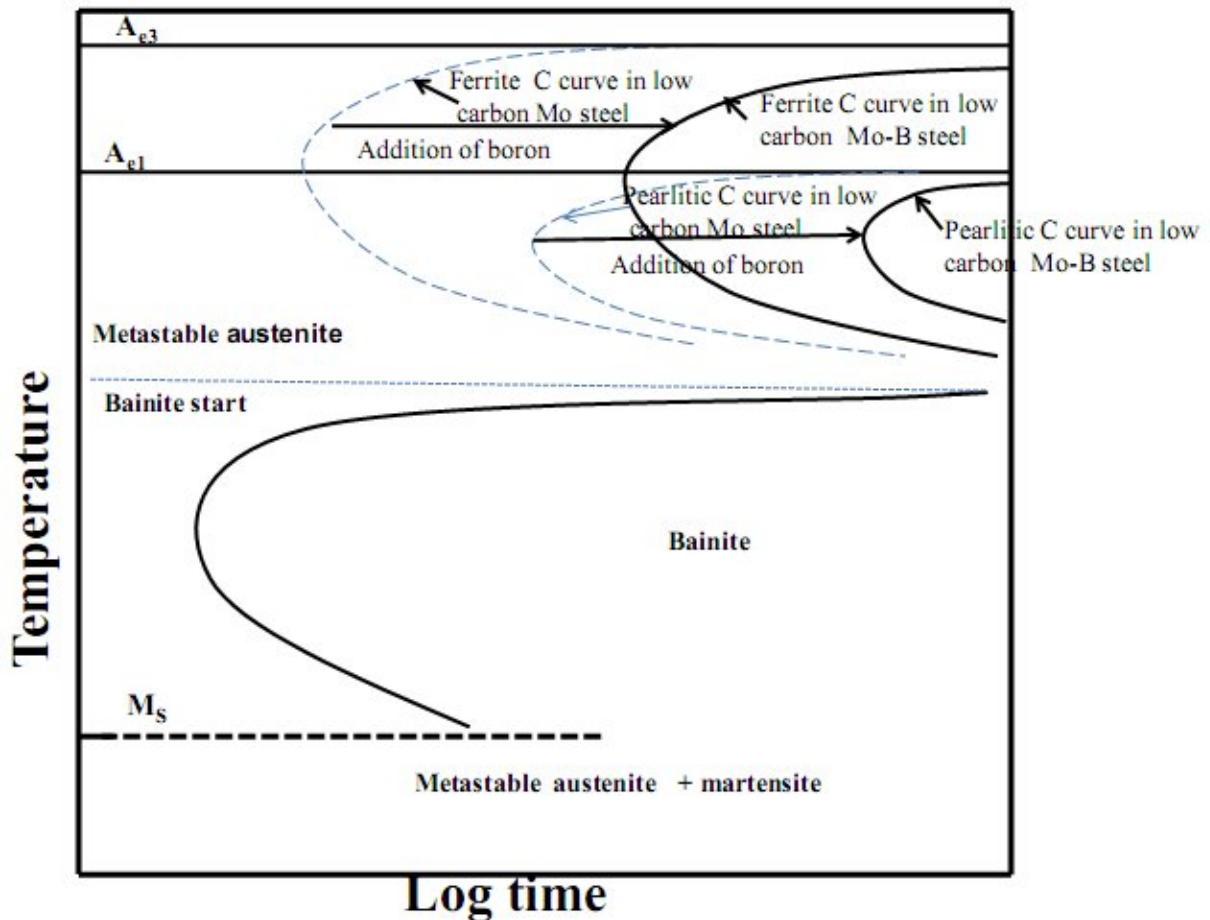 Ae3
Ferrite C curve in low
carbon Mo steel
Ferrite C curve in low
carbon Mo-B steel
Addition of boron
Ae1
Pearlitic C curve in low
carbon Mo steel
Pearlitic C curve in low
carbon Mo-B steel
Addition of boron
Metastable austenite
Bainite start
Temperature
Bainite
MS
Metastable austenite + martensite
Log time